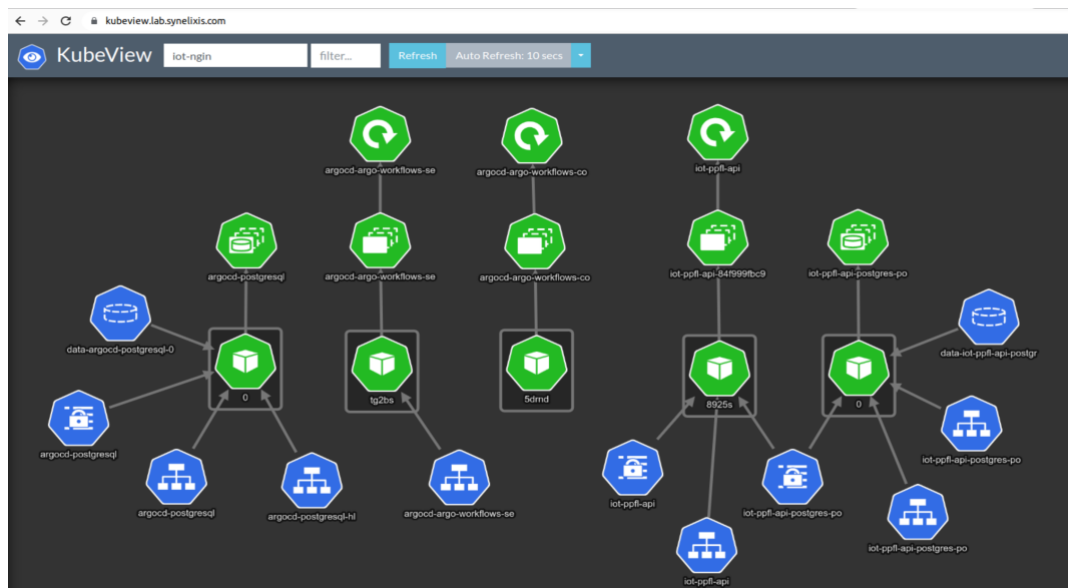 kubeview.lab.synelixis.com
KubeView iot-ngin filter... Refresh Auto Refresh: 10 secs
argocd-argo-workflows-se
argocd-argo-workflows-co
iot-ppfl-api
argocd-postgresql
argocd-argo-workflows-se
argocd-argo-workflows-co
iot-ppfl-api-84f999fbc9
iot-ppfl-api-postgres-po
data-argocd-postgresql-0
data-iot-ppfl-api-postgr
0
tg2bs
5drnd
8925s
0
argocd-postgresql
iot-ppfl-api-postgres-po
argocd-postgresql
argocd-postgresql-hl
argocd-argo-workflows-se
iot-ppfl-api
iot-ppfl-api-postgres-po
iot-ppfl-api-postgres-po
iot-ppfl-api